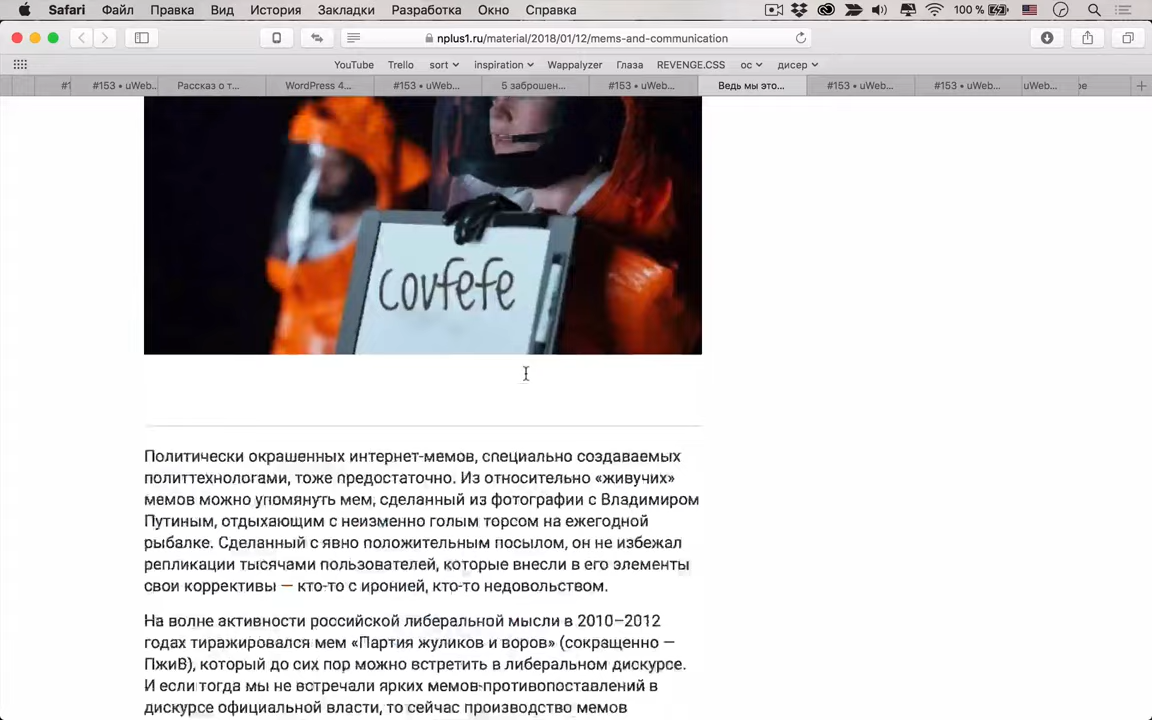 Safari Файл Правка Вид История Закладки Разработка Окно Справка 100 %
nplus1.ru/material/2018/01/12/mems-and-communication
YouTube Trello sort inspiration Wappalyzer Глаза REVENGE.CSS ос дисер
#1 #153 • uWeb... Рассказ о т... WordPress 4... #153 • uWeb... 5 заброшен... #153 • uWeb... Ведь мы это... #153 • uWeb... #153 • uWeb... uWeb...
covfefe
Политически окрашенных интернет-мемов, специально создаваемых
политтехнологами, тоже предостаточно. Из относительно «живучих»
мемов можно упомянуть мем, сделанный из фотографии с Владимиром
Путиным, отдыхающим с неизменно голым торсом на ежегодной
рыбалке. Сделанный с явно положительным посылом, он не избежал
репликации тысячами пользователей, которые внесли в его элементы
свои коррективы — кто-то с иронией, кто-то недовольством.
На волне активности российской либеральной мысли в 2010–2012
годах тиражировался мем «Партия жуликов и воров» (сокращенно —
ПжиВ), который до сих пор можно встретить в либеральном дискурсе.
И если тогда мы не встречали ярких мемов-противопоставлений в
дискурсе официальной власти, то сейчас производство мемов